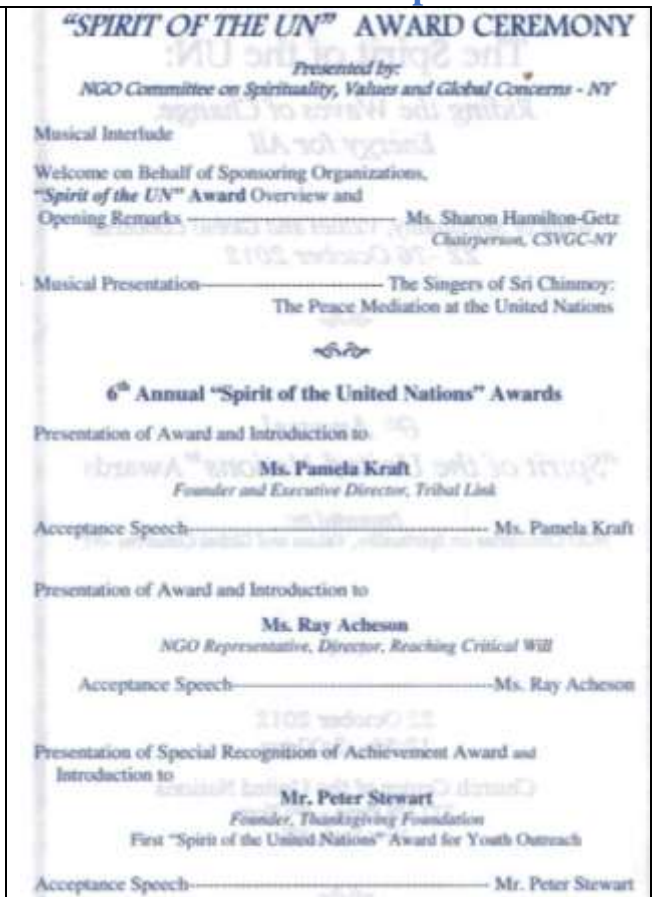 "SPIRIT OF THE UN" AWARD CEREMONY
Presented by:
NGO Committee on Spirituality, Values and Global Concerns - NY
Musical Interlude
Welcome on Behalf of Sponsoring Organizations,
"Spirit of the UN" Award Overview and
Opening Remarks ---------------------------- Ms. Sharon Hamilton-Getz
Chairperson, CSVGC-NY
Musical Presentation---------------------------- The Singers of Sri Chinmoy:
The Peace Mediation at the United Nations
6th Annual "Spirit of the United Nations" Awards
Presentation of Award and Introduction to
Ms. Pamela Kraft
Founder and Executive Director, Tribal Link
Acceptance Speech---------------------------------------------- Ms. Pamela Kraft
Presentation of Award and Introduction to
Ms. Ray Acheson
NGO Representative, Director, Reaching Critical Will
Acceptance Speech----------------------------------------------Ms. Ray Acheson
Presentation of Special Recognition of Achievement Award and
Introduction to
Mr. Peter Stewart
Founder, Thanksgiving Foundation
First "Spirit of the United Nations" Award for Youth Outreach
Acceptance Speech---------------------------------------------- Mr. Peter Stewart